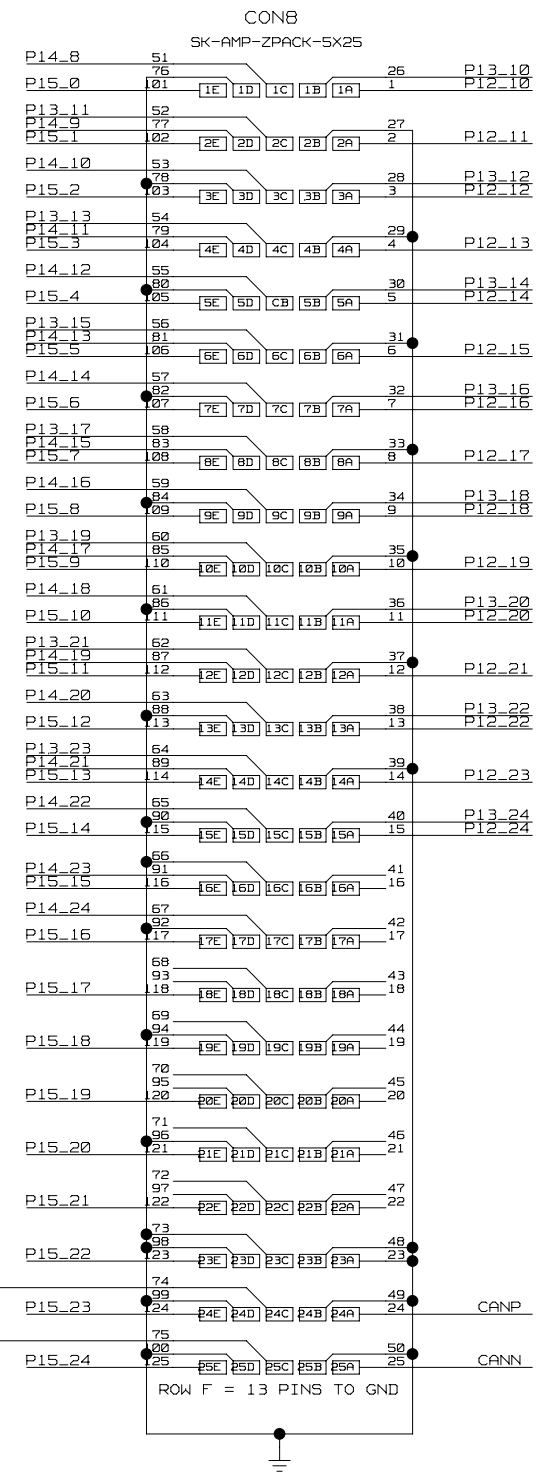 CON8
SK-AMP-ZPACK-5X25
P14_8 51
76 26 P13_10
P15_0 101 1E 1D 1C 1B 1A 1 P12_10
P13_11 52
P14_9 77 27
P15_1 102 2E 2D 2C 2B 2A 2 P12_11
P14_10 53
78 28 P13_12
P15_2 103 3E 3D 3C 3B 3A 3 P12_12
P13_13 54
P14_11 79 29
P15_3 104 4E 4D 4C 4B 4A 4 P12_13
P14_12 55
80 30 P13_14
P15_4 105 5E 5D CB 5B 5A 5 P12_14
P13_15 56
P14_13 81 31
P15_5 106 6E 6D 6C 6B 6A 6 P12_15
P14_14 57
82 32 P13_16
P15_6 107 7E 7D 7C 7B 7A 7 P12_16
P13_17 58
P14_15 83 33
P15_7 108 8E 8D 8C 8B 8A 8 P12_17
P14_16 59
84 34 P13_18
P15_8 109 9E 9D 9C 9B 9A 9 P12_18
P13_19 60
P14_17 85 35
P15_9 110 10E 10D 10C 10B 10A 10 P12_19
P14_18 61
86 36 P13_20
P15_10 111 11E 11D 11C 11B 11A 11 P12_20
P13_21 62
P14_19 87 37
P15_11 112 12E 12D 12C 12B 12A 12 P12_21
P14_20 63
88 38 P13_22
P15_12 113 13E 13D 13C 13B 13A 13 P12_22
P13_23 64
P14_21 89 39
P15_13 114 14E 14D 14C 14B 14A 14 P12_23
P14_22 65
90 40 P13_24
P15_14 115 15E 15D 15C 15B 15A 15 P12_24
66
P14_23 91 41
P15_15 116 16E 16D 16C 16B 16A 16
P14_24 67
92 42
P15_16 117 17E 17D 17C 17B 17A 17
68
93 43
P15_17 118 18E 18D 18C 18B 18A 18
69
94 44
P15_18 119 19E 19D 19C 19B 19A 19
70
95 45
P15_19 120 20E 20D 20C 20B 20A 20
71
96 46
P15_20 121 21E 21D 21C 21B 21A 21
72
97 47
P15_21 122 22E 22D 22C 22B 22A 22
73
98 48
P15_22 123 23E 23D 23C 23B 23A 23
74
99 49
P15_23 124 24E 24D 24C 24B 24A 24 CANP
75
100 50
P15_24 125 25E 25D 25C 25B 25A 25 CANN
ROW F = 13 PINS TO GND